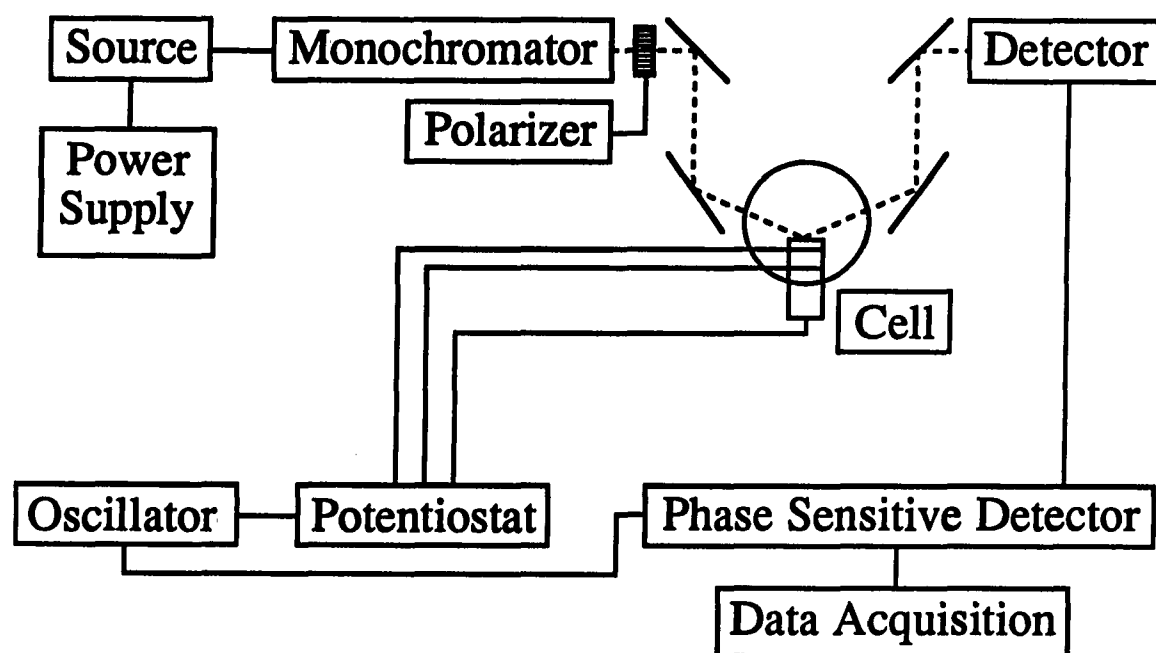 Source
Monochromator
Detector
Polarizer
Power
Supply
Cell
Oscillator
Potentiostat
Phase Sensitive Detector
Data Acquisition